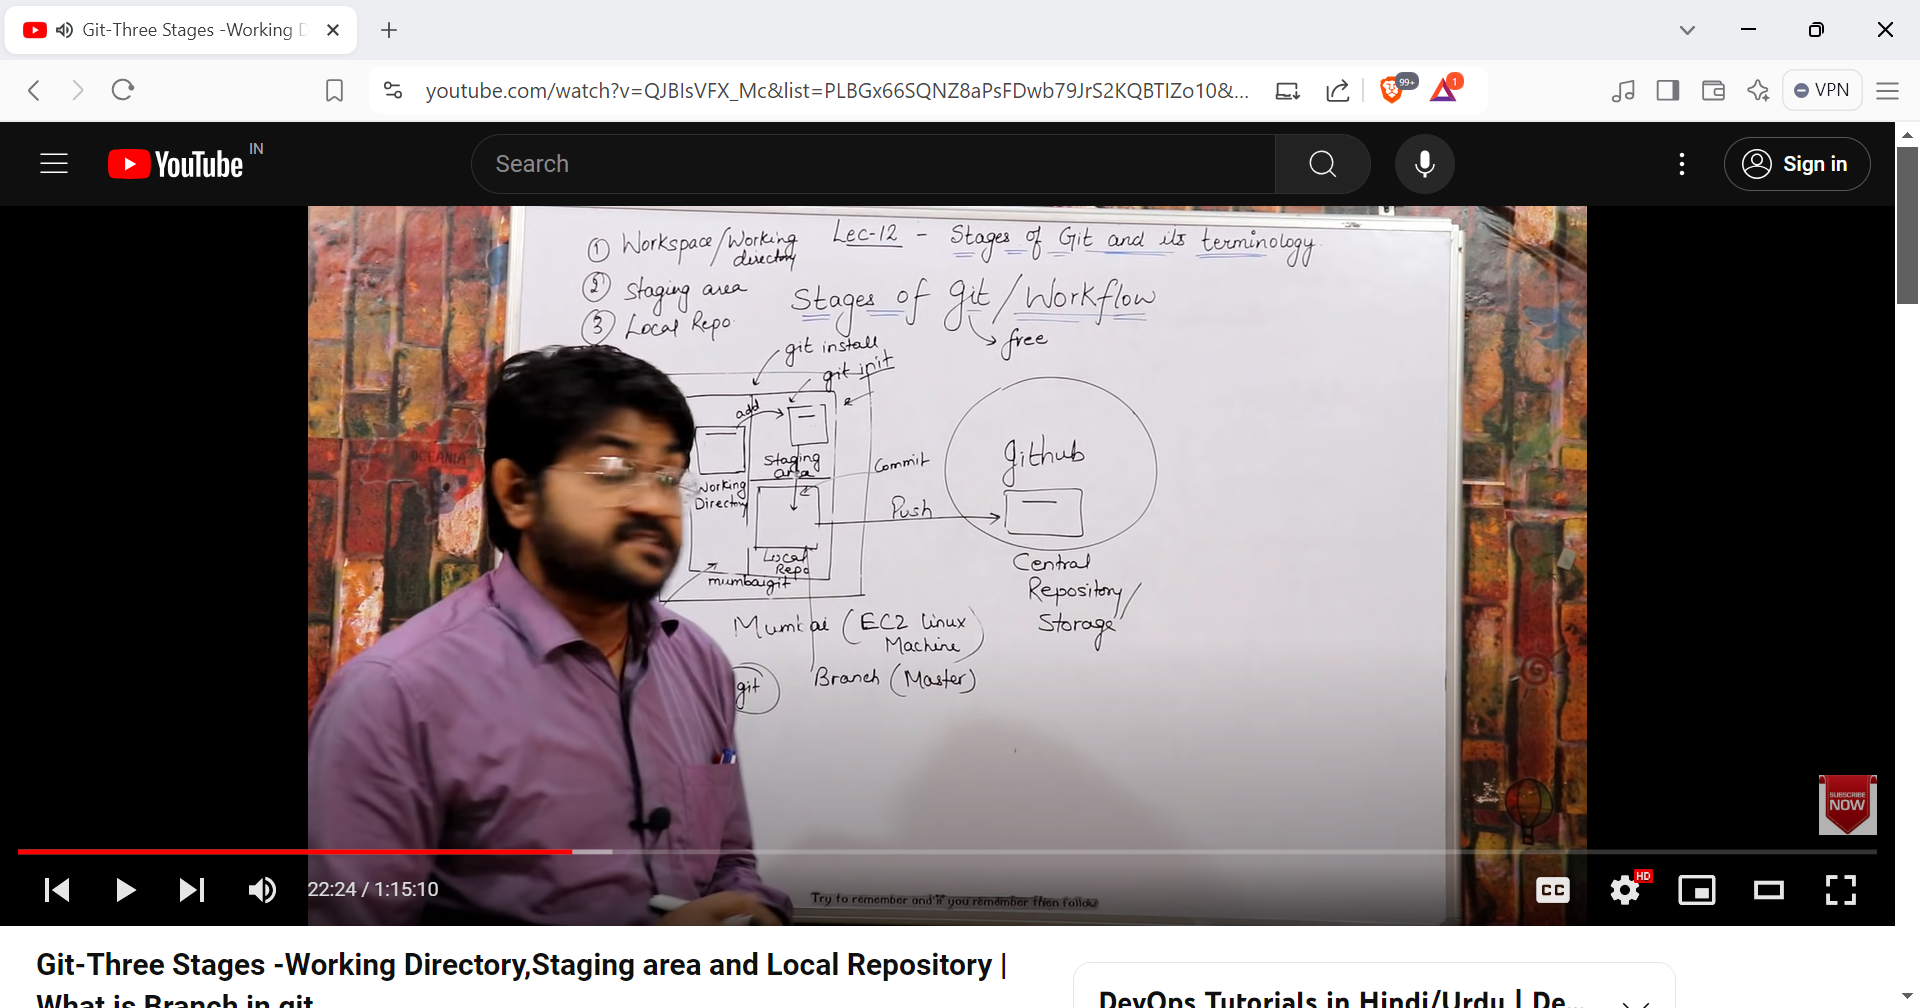 Git-Three Stages -Working D
youtube.com/watch?v=QJBIsVFX_Mc&list=PLBGx66SQNZ8aPsFDwb79JrS2KQBTIZo10&...
99+
1
VPN
YouTube
IN
Search
Sign in
Lec-12 - Stages of Git and its terminology
① Workspace/Working
directory
② Staging area
③ Local Repo
Stages of git/Workflow
free
git install
git init
add
Staging
area
Commit
Working
Directory
Push
Github
Local
Repo
mumbaigit
Central
Repository/
Storage
Mumbai (EC2 linux
Machine)
git
Branch (Master)
OCEANIA
SUBSCRIBE
NOW
Try to remember and if you remember then follow
22:24 / 1:15:10
CC
HD
Git-Three Stages -Working Directory,Staging area and Local Repository |
What is Branch in git
DevOps Tutorials in Hindi/Urdu | De...